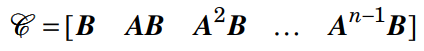 𝒞 = [B AB A²B … Aⁿ⁻¹B]